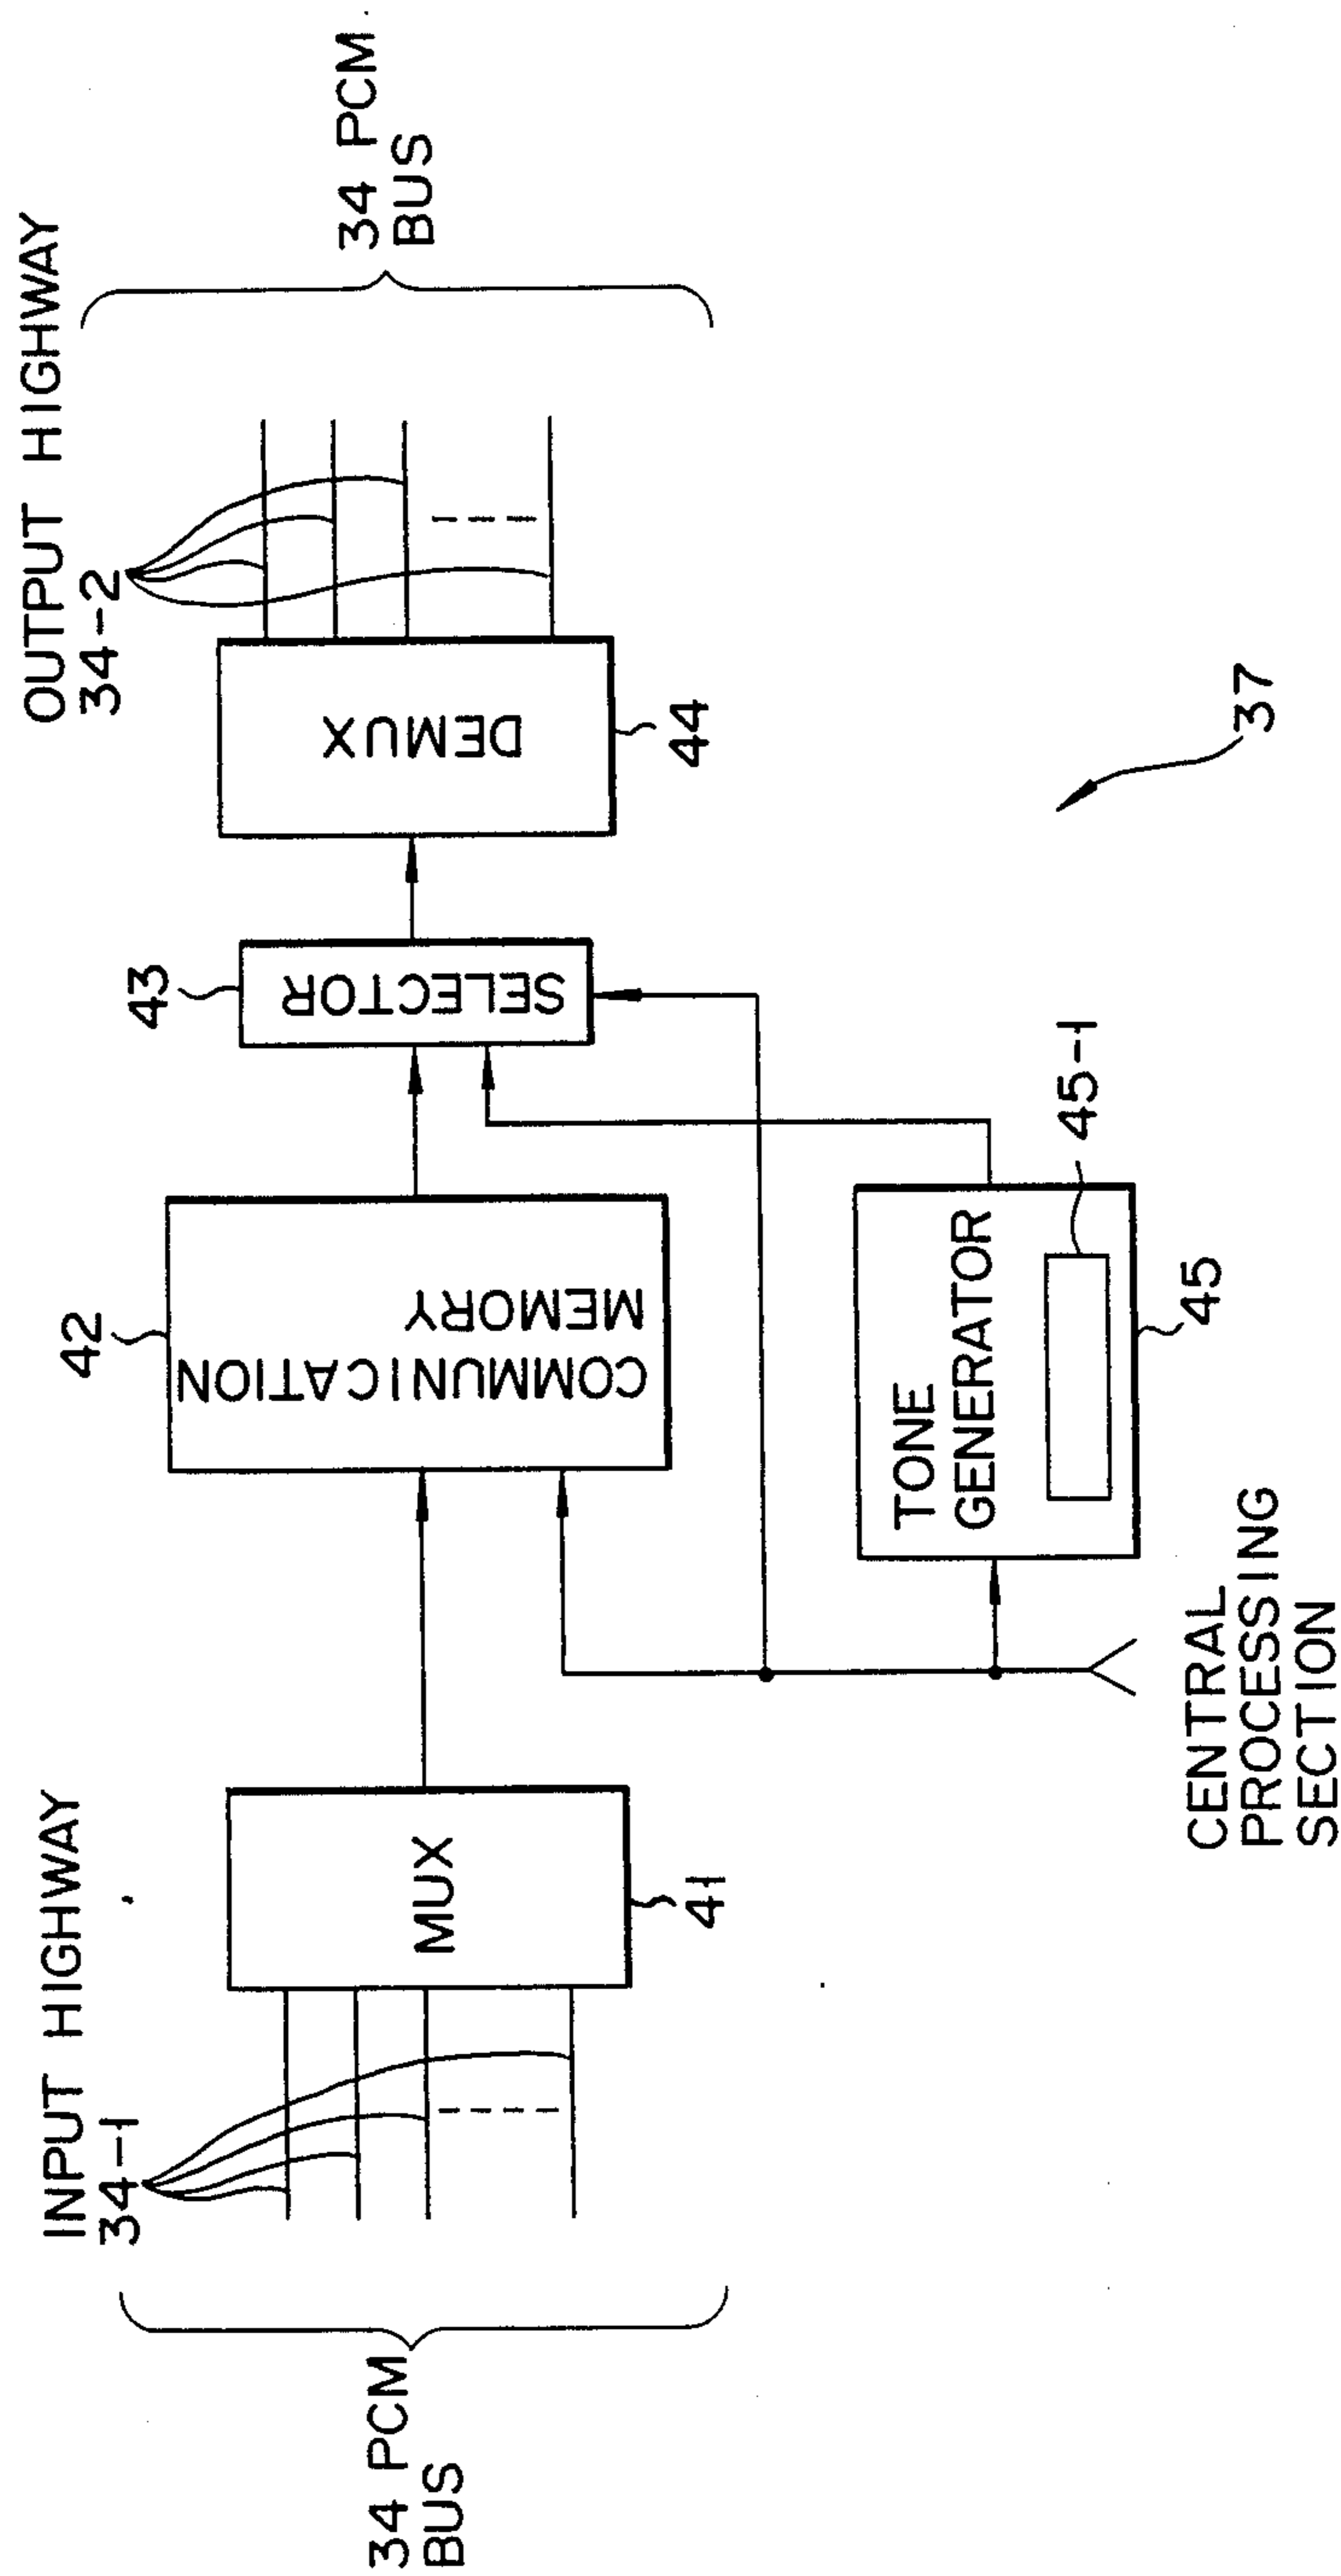 INPUT HIGHWAY
34-1
OUTPUT HIGHWAY
34-2
34 PCM
BUS
MUX
41
42
COMMUNICATION
MEMORY
43
SELECTOR
DEMUX
44
34 PCM
BUS
TONE
GENERATOR
45-1
45
CENTRAL
PROCESSING
SECTION
37